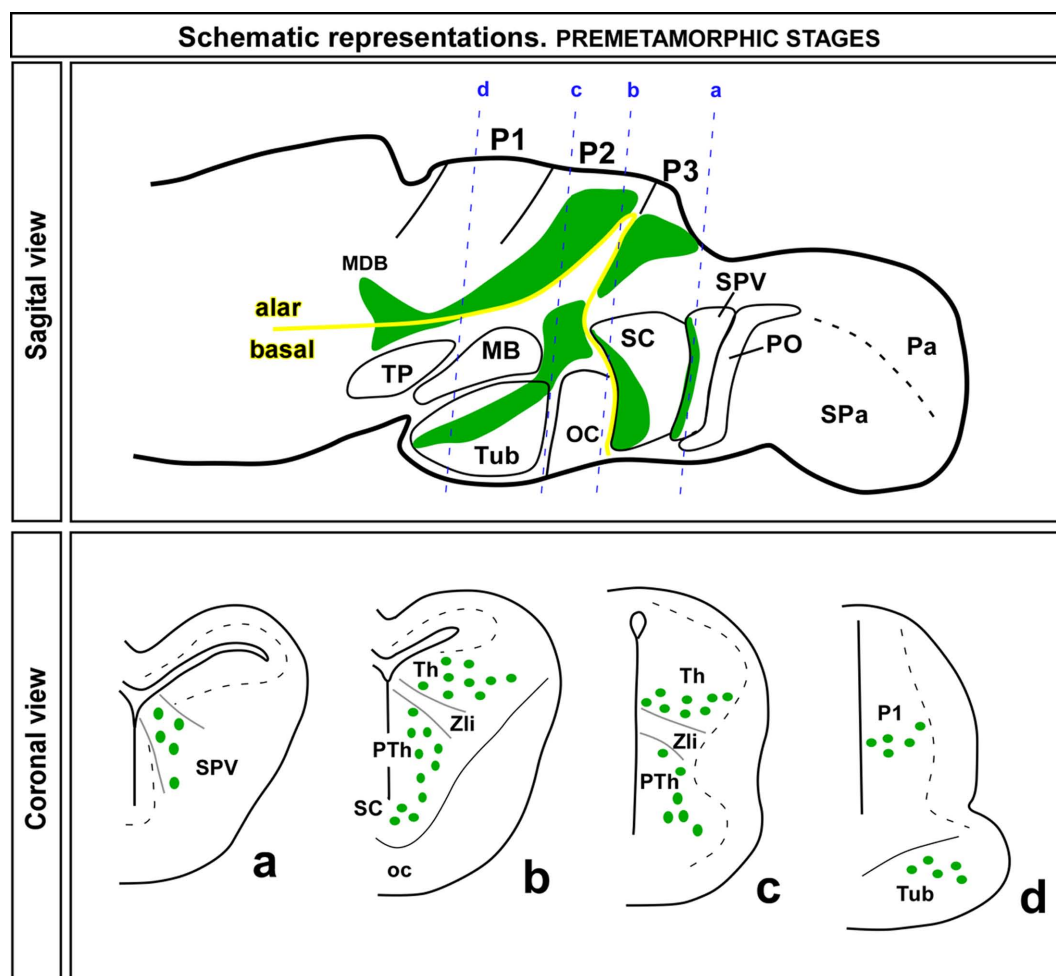 Schematic representations. PREMETAMORPHIC STAGES
Sagital view
d c b a
P1
P2
P3
MDB
SPV
alar
basal
SC
PO
Pa
MB
TP
SPa
OC
Tub
Coronal view
Th
Th
P1
Zli
Zli
PTh
SPV
PTh
SC
oc
Tub
a
b
c
d